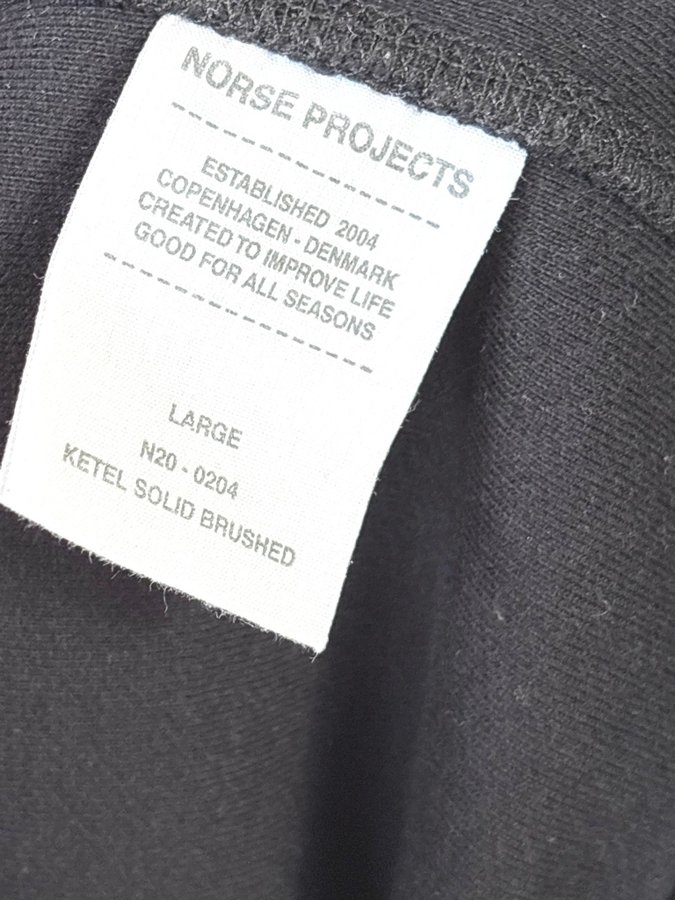 NORSE PROJECTS
ESTABLISHED 2004
COPENHAGEN - DENMARK
CREATED TO IMPROVE LIFE
GOOD FOR ALL SEASONS
LARGE
N20 - 0204
KETEL SOLID BRUSHED